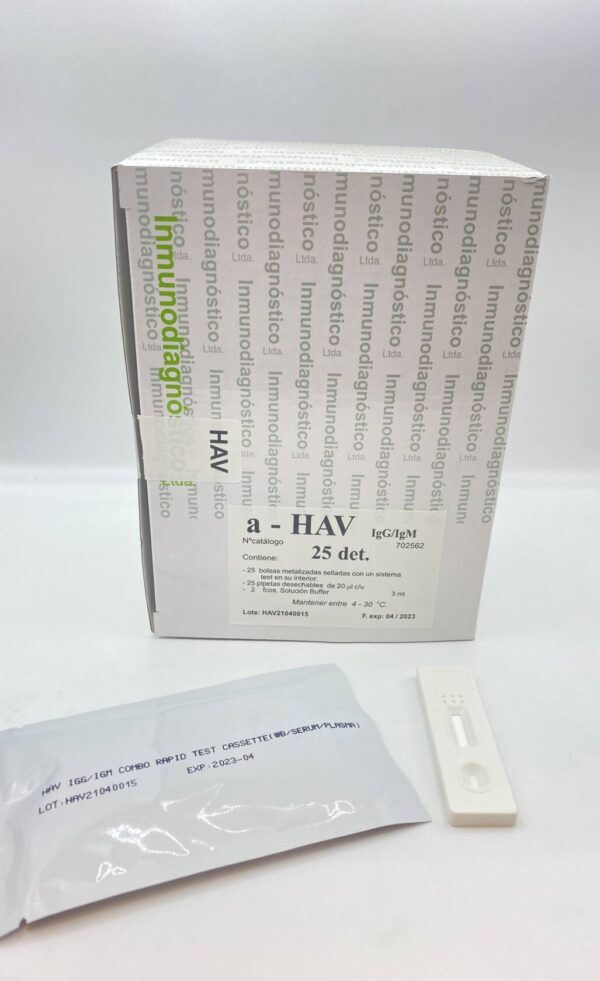 Inmunodiagnóstico Ltda.
Inmunodiagnós
HAV
a - HAV IgG/IgM
NºCatálogo 702562
Contiene: 25 det.
- 25 bolsas metalizadas selladas con un sistema
test en su interior.
- 25 pipetas desechables de 20 µl c/u
- 2 fcos. Solución Buffer 3 ml
Mantener entre 4 - 30 °C.
Lote: HAV21040015 F. exp: 04 / 2023
HAV IGG/IGM COMBO RAPID TEST CASSETTE(WB/SERUM/PLASMA)
LOT:HAV21040015 EXP:2023-04